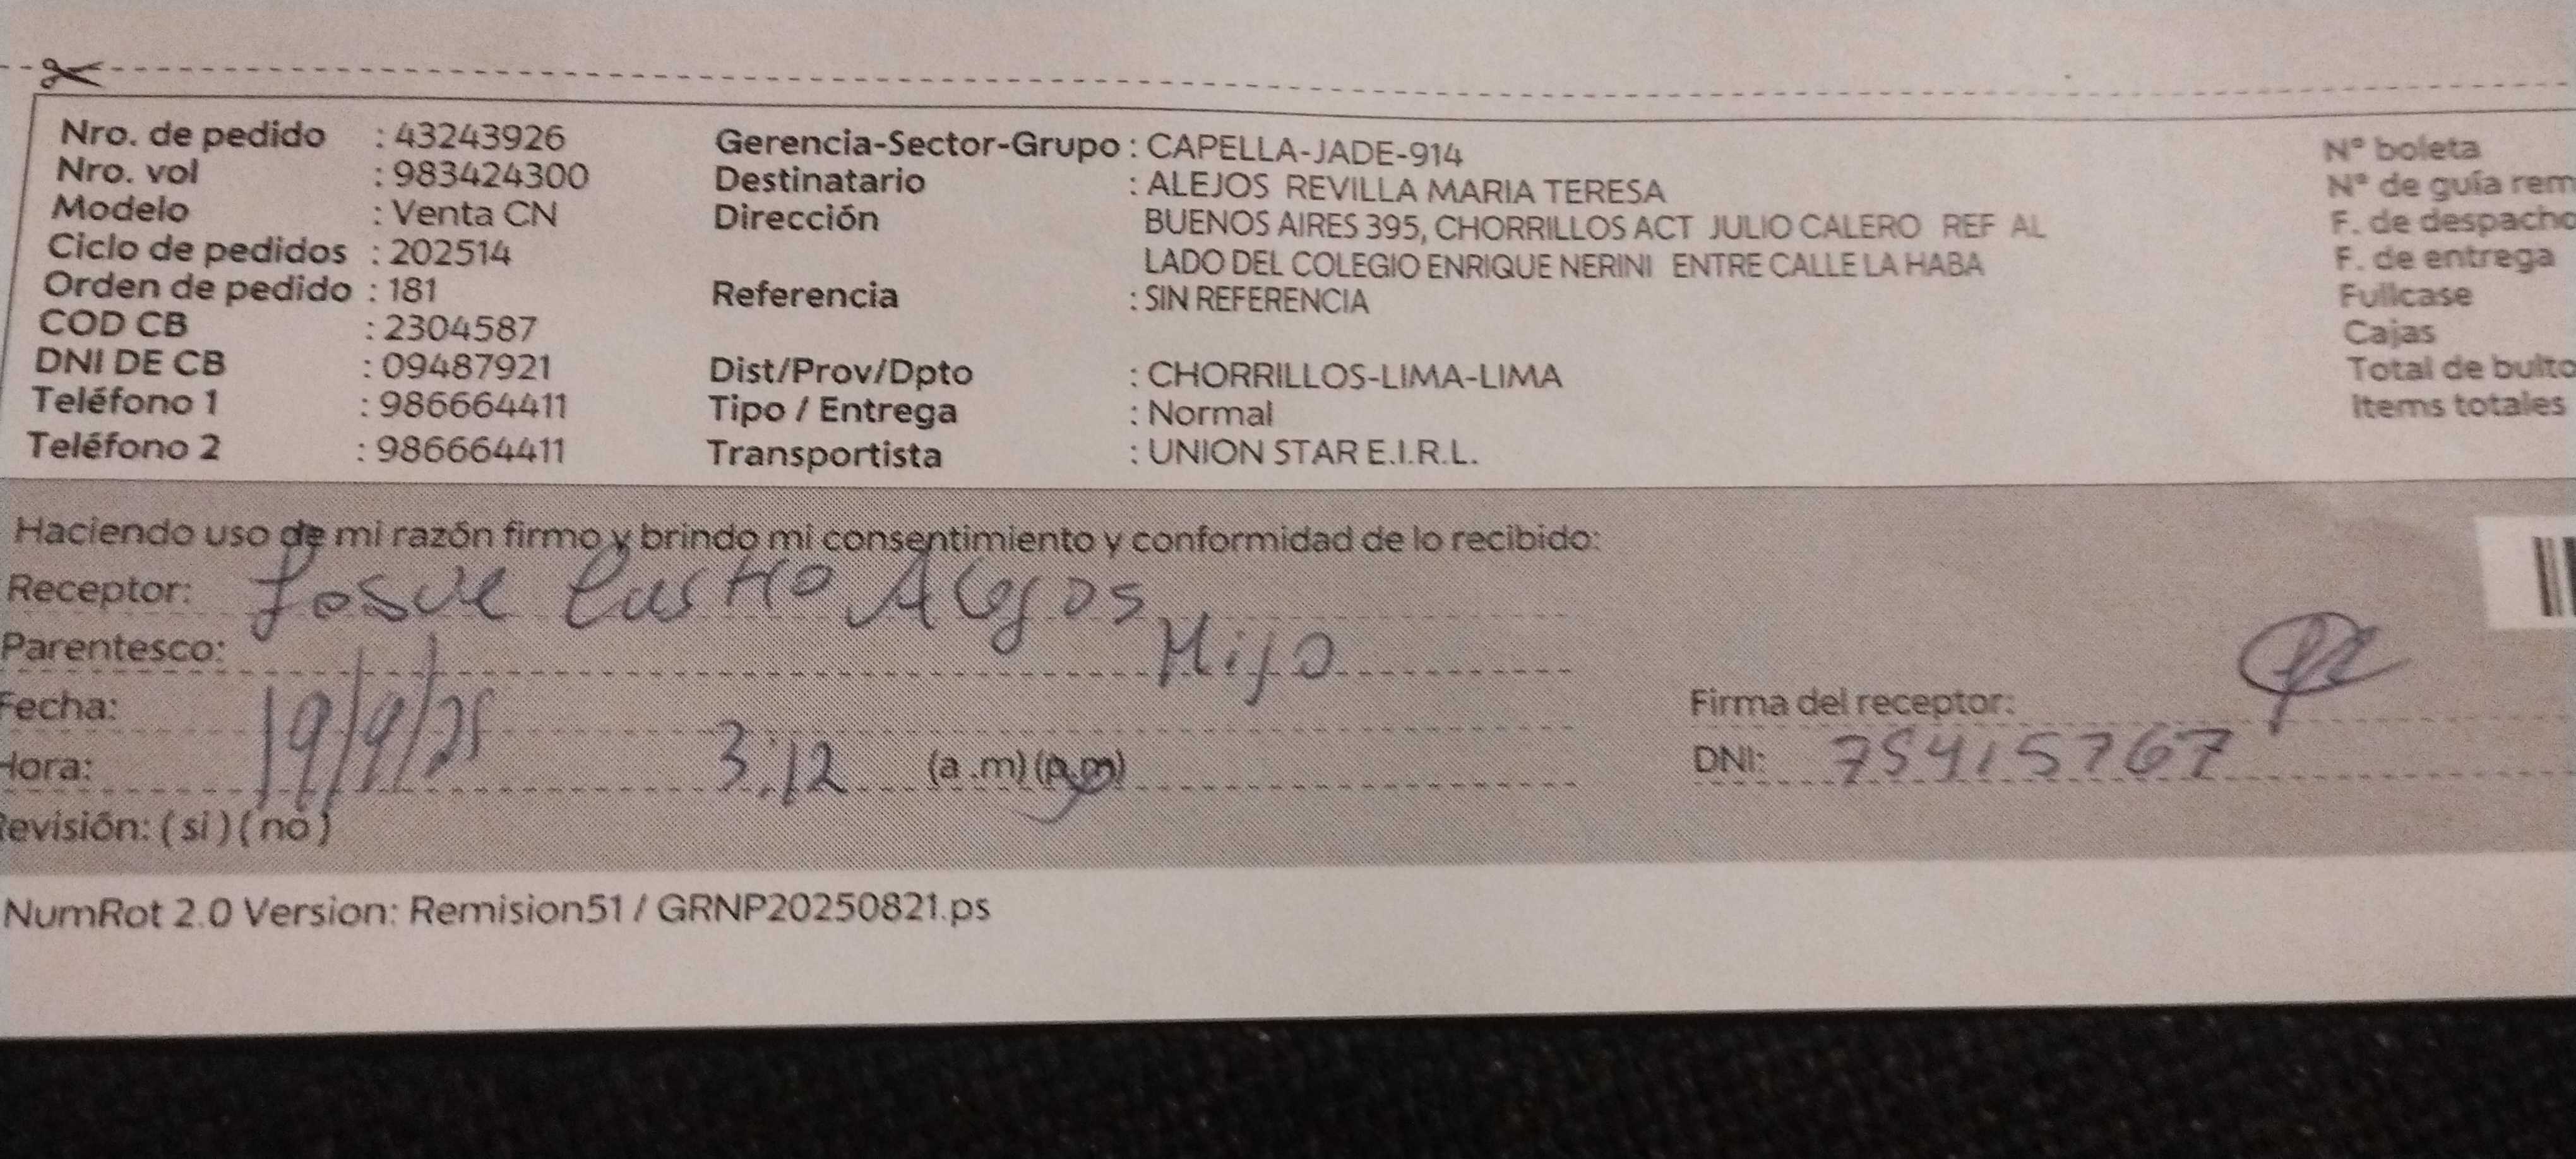 Nro. de pedido : 43243926
Nro. vol : 983424300
Modelo : Venta CN
Ciclo de pedidos : 202514
Orden de pedido : 181
COD CB : 2304587
DNI DE CB : 09487921
Teléfono 1 : 986664411
Teléfono 2 : 986664411
Gerencia-Sector-Grupo : CAPELLA-JADE-914
Destinatario : ALEJOS REVILLA MARIA TERESA
Dirección BUENOS AIRES 395, CHORRILLOS ACT JULIO CALERO REF AL
LADO DEL COLEGIO ENRIQUE NERINI ENTRE CALLE LA HABA
Referencia : SIN REFERENCIA
Dist/Prov/Dpto : CHORRILLOS-LIMA-LIMA
Tipo / Entrega : Normal
Transportista : UNION STAR E.I.R.L.
N° boleta
N° de guía rem
F. de despacho
F. de entrega
Fullcase
Cajas
Total de bulto
Items totales
Haciendo uso de mi razón firmo y brindo mi consentimiento y conformidad de lo recibido:
Receptor: Josue Castro Alejos
Parentesco: Hijo
Fecha: 19/9/25
Hora: 3:12 (a.m) (p.m)
Revisión: (si) (no)
Firma del receptor:
DNI: 75415767
NumRot 2.0 Version: Remision51 / GRNP20250821.ps